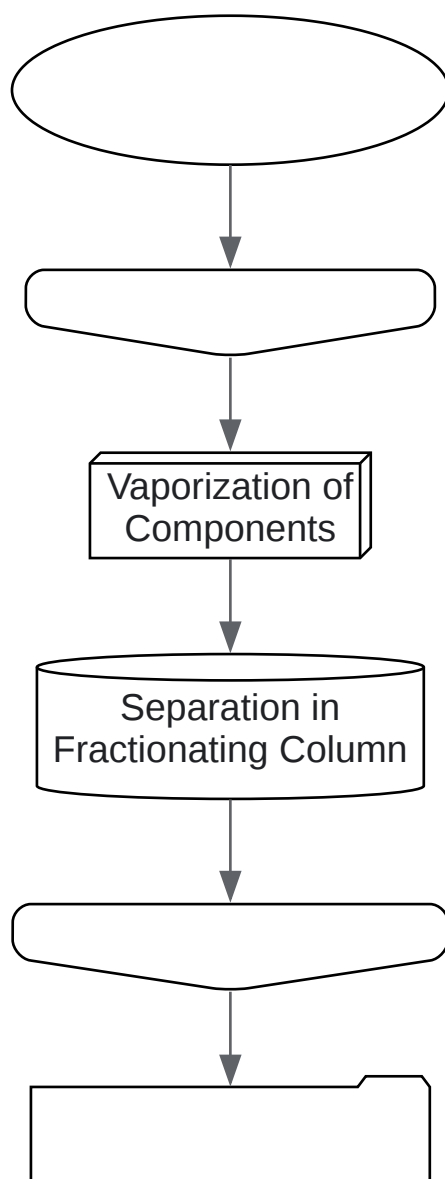 Vaporization of
Components
Separation in
Fractionating Column